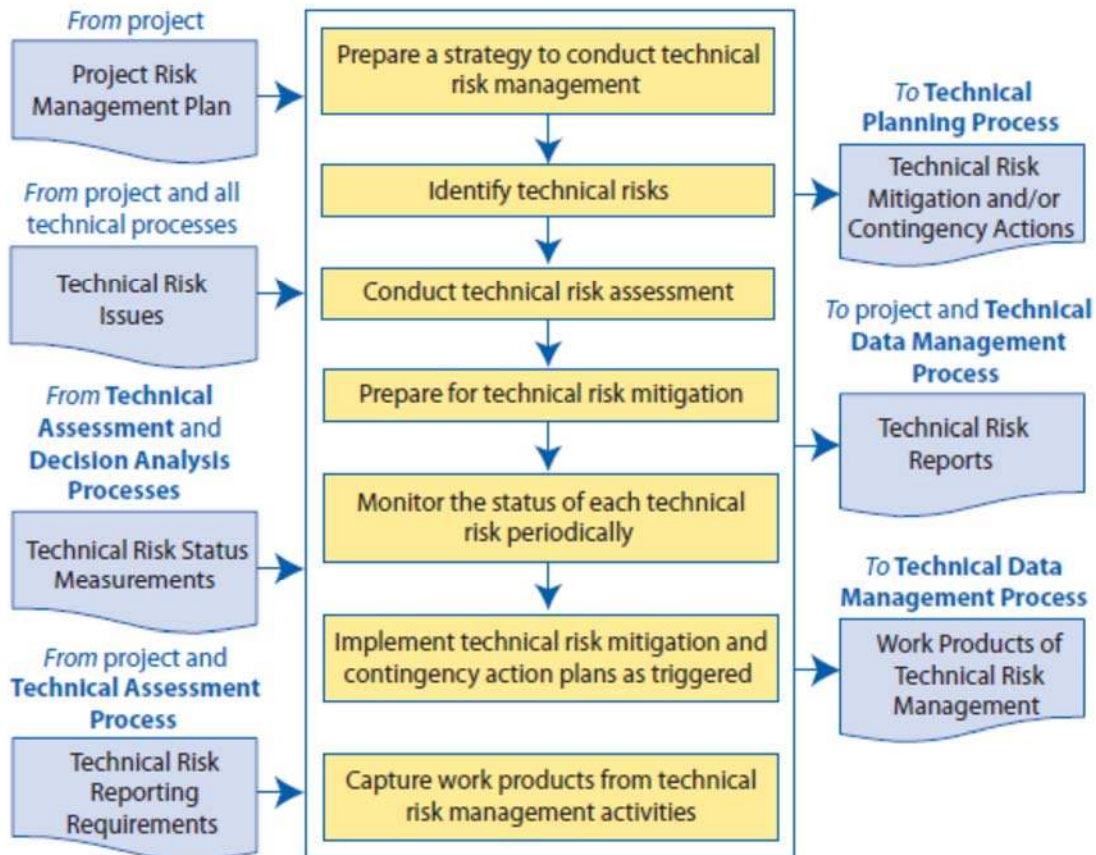 From project
Project Risk
Management Plan
From project and all
technical processes
Technical Risk
Issues
From Technical
Assessment and
Decision Analysis
Processes
Technical Risk Status
Measurements
From project and
Technical Assessment
Process
Technical Risk
Reporting
Requirements
Prepare a strategy to conduct technical
risk management
Identify technical risks
Conduct technical risk assessment
Prepare for technical risk mitigation
Monitor the status of each technical
risk periodically
Implement technical risk mitigation and
contingency action plans as triggered
Capture work products from technical
risk management activities
To Technical
Planning Process
Technical Risk
Mitigation and/or
Contingency Actions
To project and Technical
Data Management
Process
Technical Risk
Reports
To Technical Data
Management Process
Work Products of
Technical Risk
Management